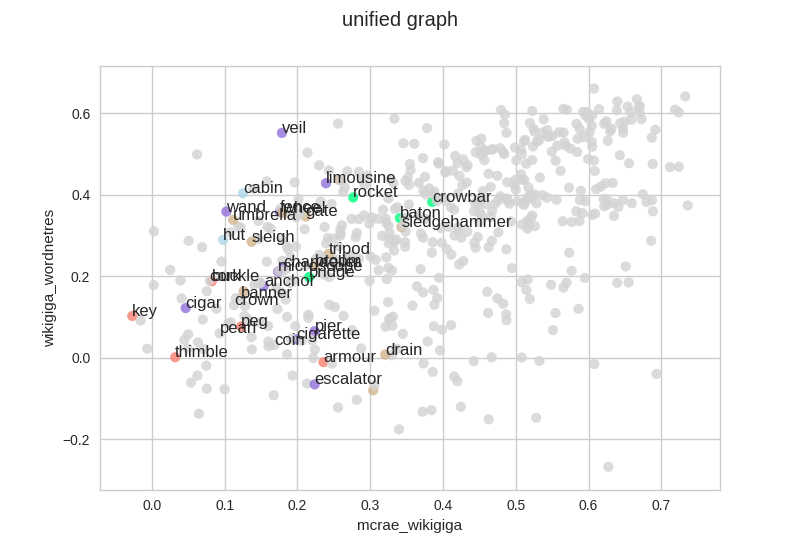 unified graph
0.6
0.4
0.2
0.0
−0.2
wikigiga_wordnetres
veil
limousine
cabin
rocket
crowbar
wand
fence
wheel
gate
umbrella
baton
sledgehammer
hut
sleigh
tripod
microscope
bridge
buckle
anchor
banner
crown
key
cigar
peg
pearl
pier
cigarette
coin
thimble
armour
drain
escalator
0.0 0.1 0.2 0.3 0.4 0.5 0.6 0.7
mcrae_wikigiga